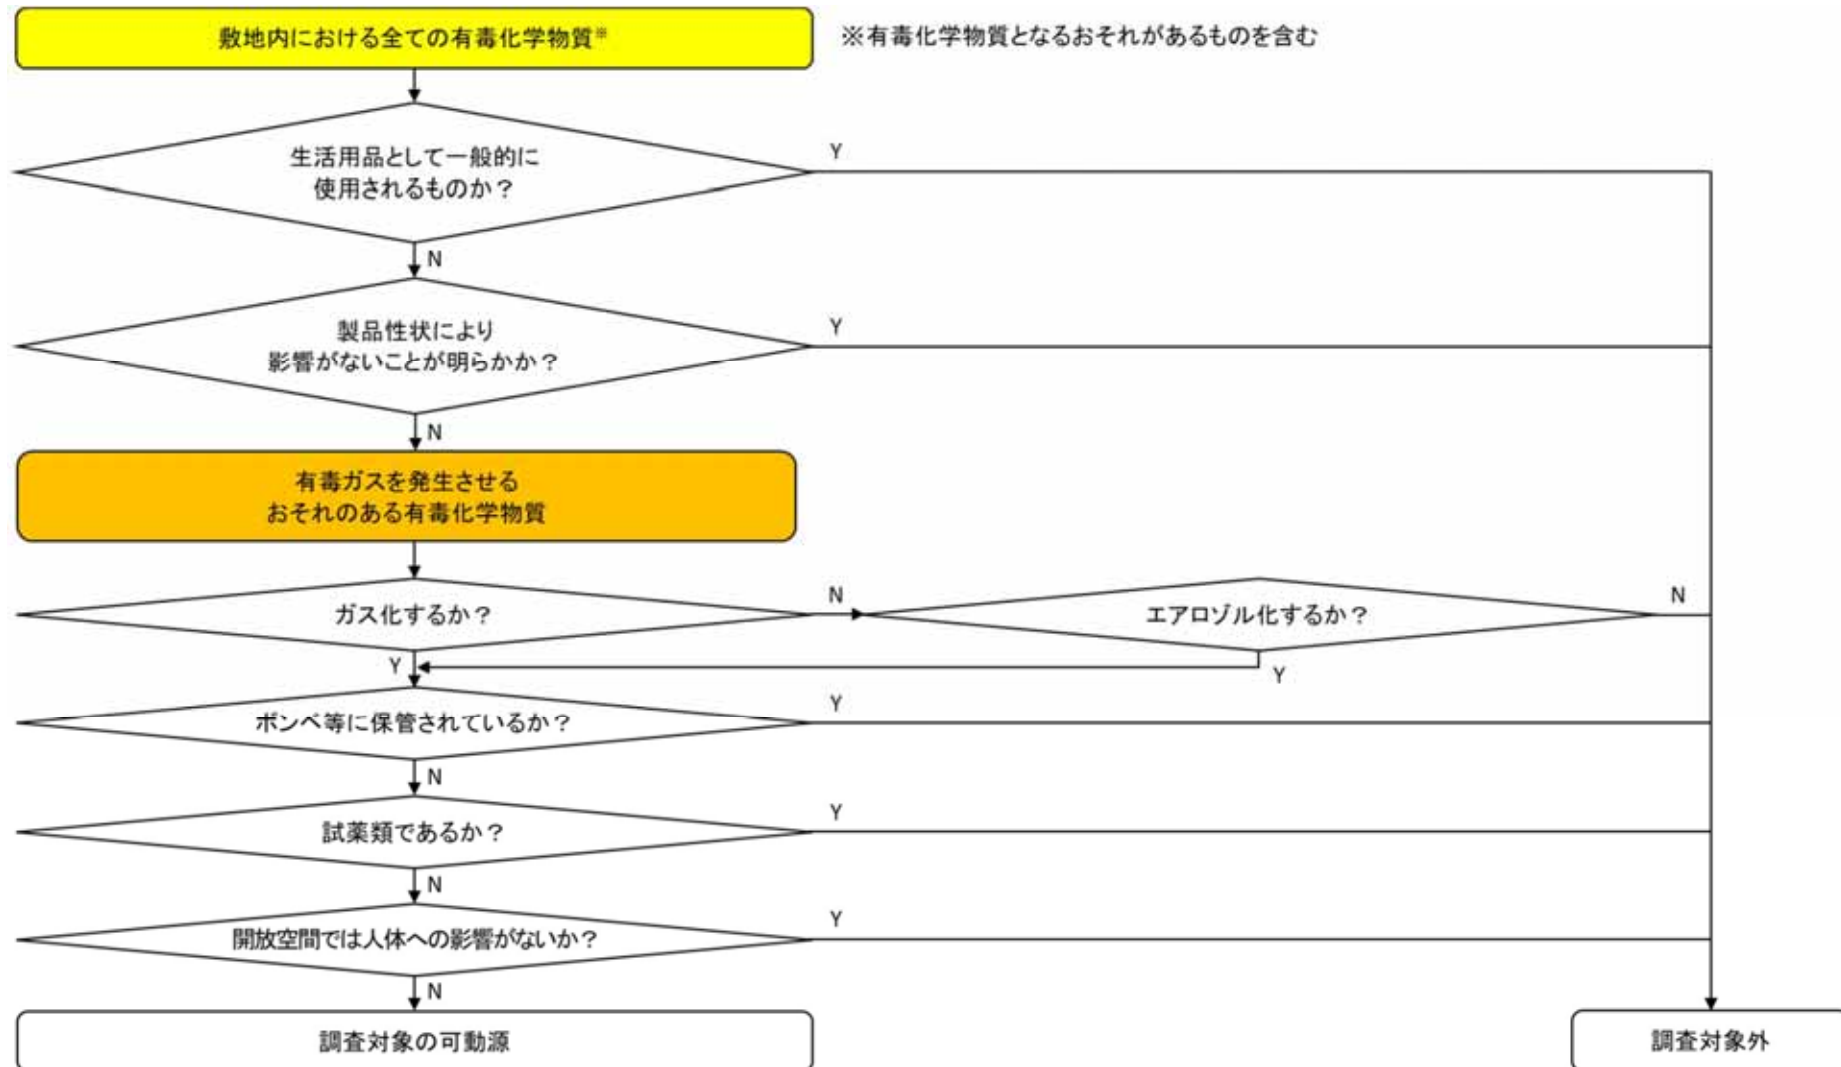 敷地内における全ての有毒化学物質※
※有毒化学物質となるおそれがあるものを含む
生活用品として一般的に
使用されるものか？
Y
N
製品性状により
影響がないことが明らかか？
Y
N
有毒ガスを発生させる
おそれのある有毒化学物質
ガス化するか？
N
エアロゾル化するか？
N
Y
Y
ボンベ等に保管されているか？
Y
N
試薬類であるか？
Y
N
開放空間では人体への影響がないか？
Y
N
調査対象の可動源
調査対象外